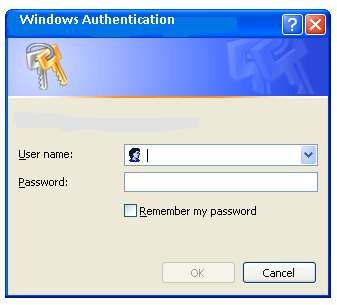 Windows Authentication
User name:
Password:
Remember my password
OK
Cancel